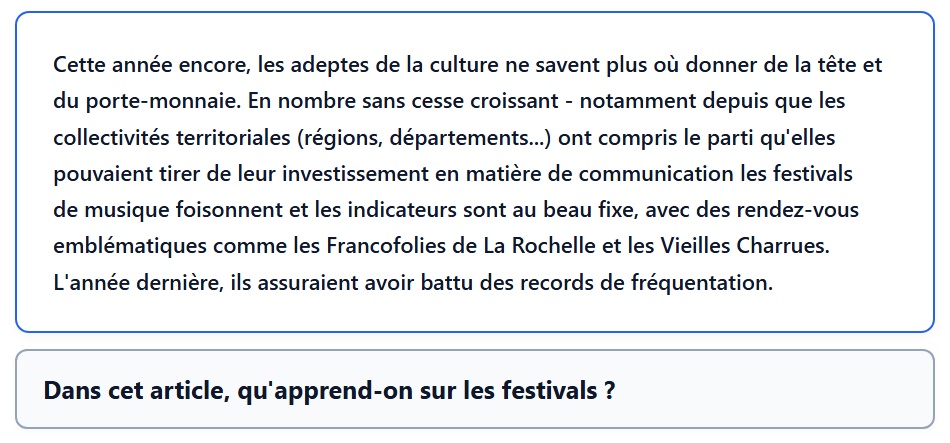 Cette année encore, les adeptes de la culture ne savent plus où donner de la tête et
du porte-monnaie. En nombre sans cesse croissant - notamment depuis que les
collectivités territoriales (régions, départements...) ont compris le parti qu'elles
pouvaient tirer de leur investissement en matière de communication les festivals
de musique foisonnent et les indicateurs sont au beau fixe, avec des rendez-vous
emblématiques comme les Francofolies de La Rochelle et les Vieilles Charrues.
L'année dernière, ils assuraient avoir battu des records de fréquentation.
Dans cet article, qu'apprend-on sur les festivals ?